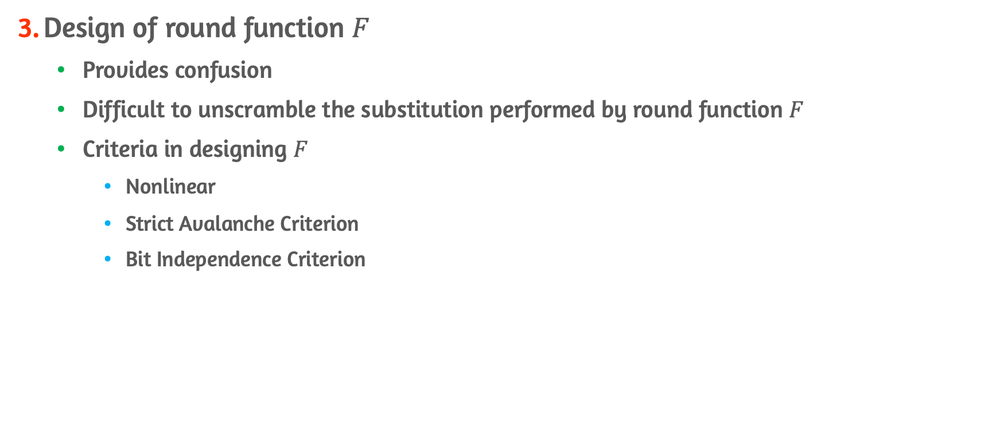 3. Design of round function F
• Provides confusion
• Difficult to unscramble the substitution performed by round function F
• Criteria in designing F
• Nonlinear
• Strict Avalanche Criterion
• Bit Independence Criterion